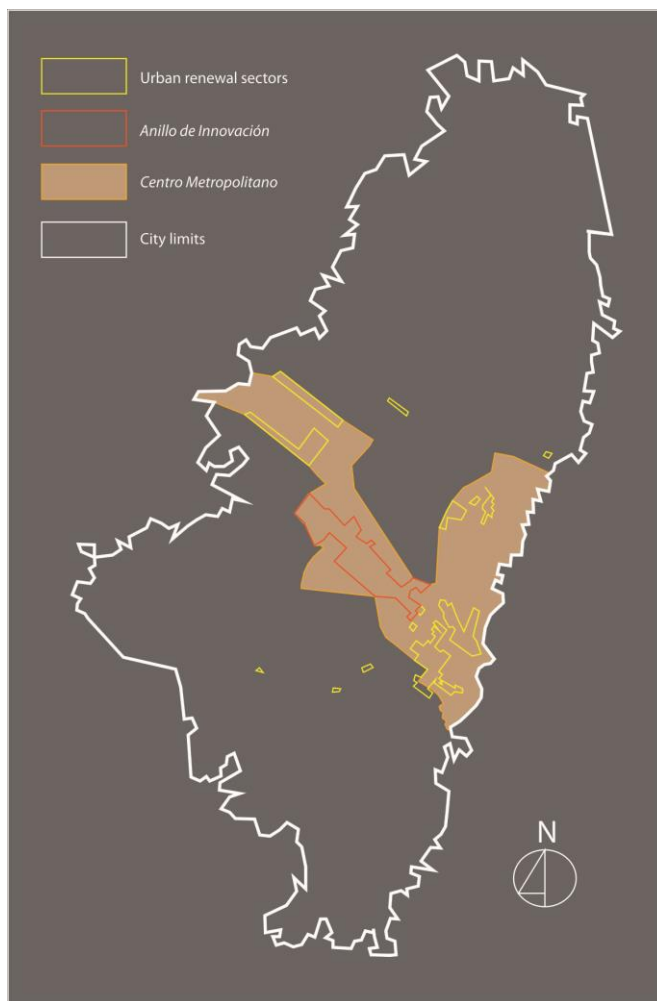 Urban renewal sectors
Anillo de Innovación
Centro Metropolitano
City limits
N